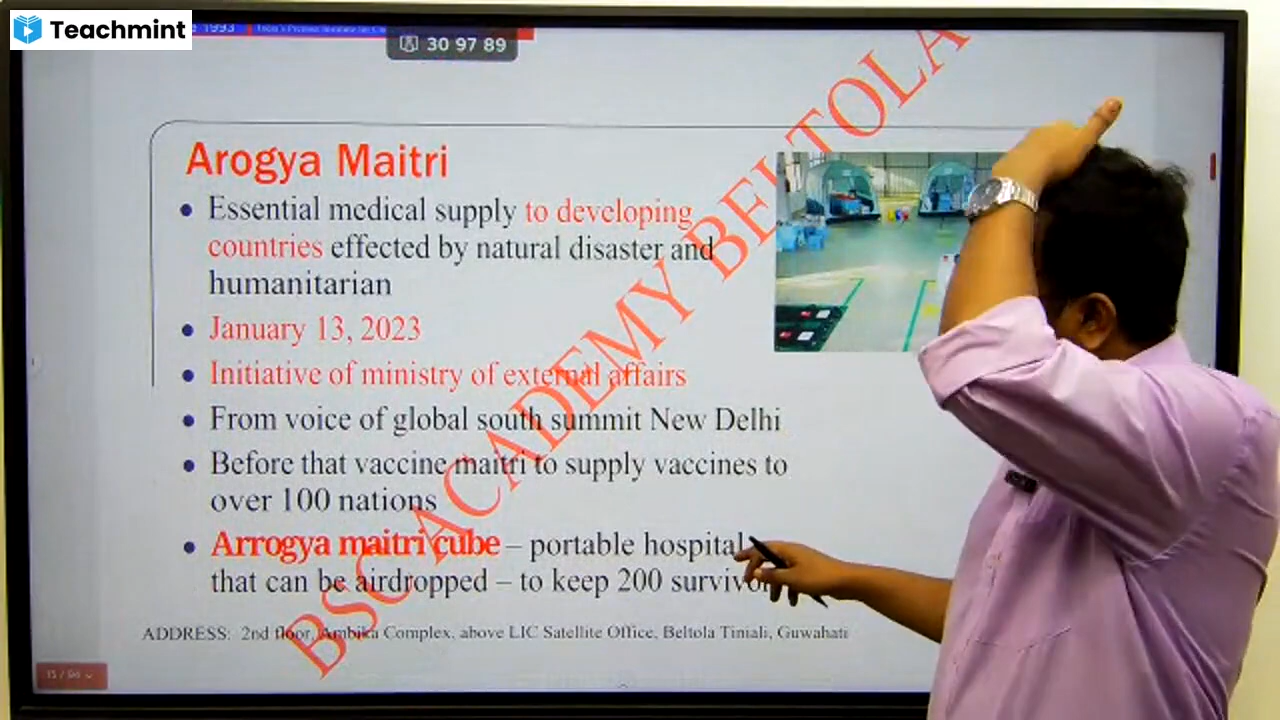 Teachmint
e 1993
30 97 89
Arogya Maitri
Essential medical supply to developing
countries effected by natural disaster and
humanitarian
January 13, 2023
Initiative of ministry of external affairs
From voice of global south summit New Delhi
Before that vaccine maitri to supply vaccines to
over 100 nations
Arrogya maitri cube – portable hospital
that can be airdropped – to keep 200 survivo
BSC ACADEMY BELTOLA
ADDRESS: 2nd floor, Ambika Complex, above LIC Satellite Office, Beltola Tiniali, Guwahati